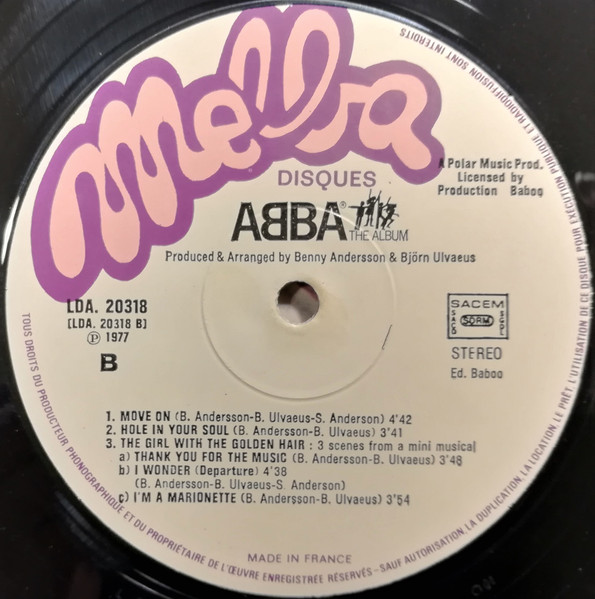 Melba
DISQUES
A Polar Music Prod.
Licensed by
Production Baboo
ABBA®
THE ALBUM
Produced & Arranged by Benny Andersson & Björn Ulvaeus
LDA. 20318
[LDA. 20318 B]
Ⓟ 1977
B
SACEM
SACD SDRM SGDL
STEREO
Ed. Baboo
1. MOVE ON (B. Andersson-B. Ulvaeus-S. Anderson) 4'42
2. HOLE IN YOUR SOUL (B. Andersson-B. Ulvaeus) 3'41
3. THE GIRL WITH THE GOLDEN HAIR : 3 scenes from a mini musical
a) THANK YOU FOR THE MUSIC (B. Andersson-B. Ulvaeus) 3'48
b) I WONDER (Departure) 4'38
(B. Andersson-B. Ulvaeus-S. Anderson)
c) I'M A MARIONETTE (B. Andersson-B. Ulvaeus) 3'54
MADE IN FRANCE
TOUS DROITS DU PRODUCTEUR PHONOGRAPHIQUE ET DU PROPRIÉTAIRE DE L'ŒUVRE ENREGISTRÉE RÉSERVÉS - SAUF AUTORISATION LA DUPLICATION, LA LOCATION, LE PRÊT, L'UTILISATION DE CE DISQUE POUR EXÉCUTION PUBLIQUE ET RADIODIFFUSION SONT INTERDITS